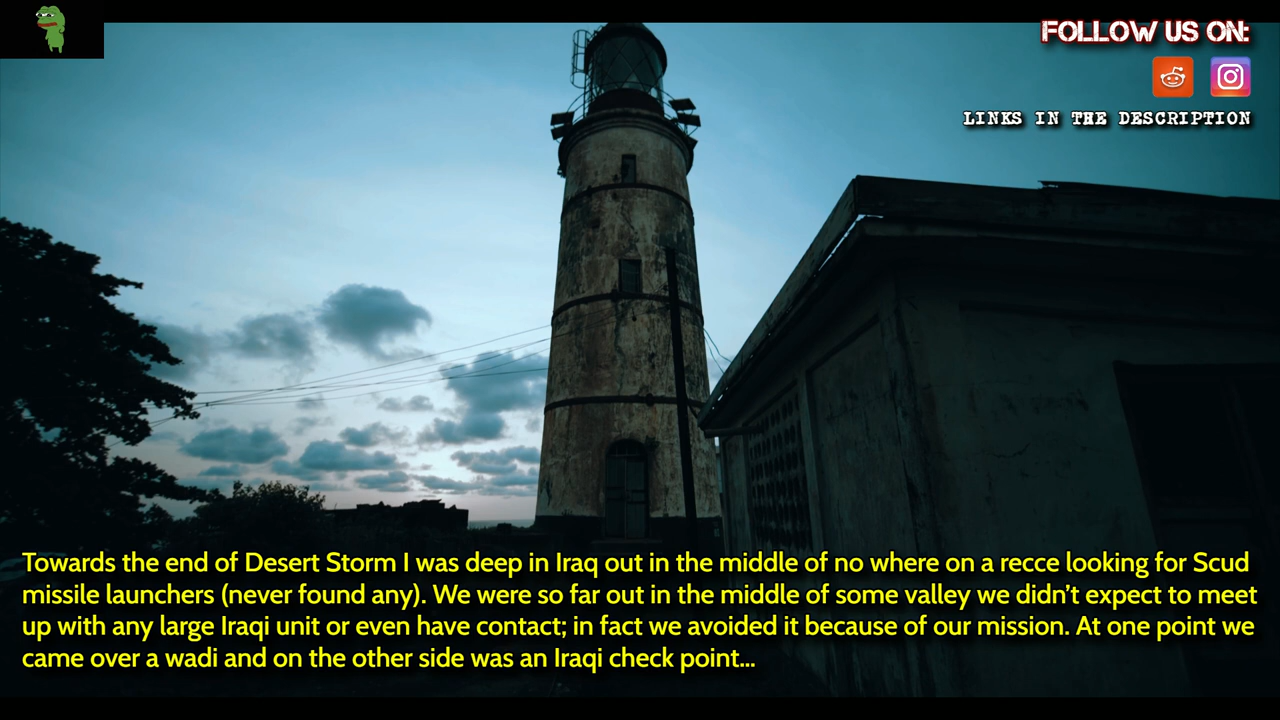 FOLLOW US ON:
LINKS IN THE DESCRIPTION
Towards the end of Desert Storm I was deep in Iraq out in the middle of no where on a recce looking for Scud
missile launchers (never found any). We were so far out in the middle of some valley we didn't expect to meet
up with any large Iraqi unit or even have contact; in fact we avoided it because of our mission. At one point we
came over a wadi and on the other side was an Iraqi check point...